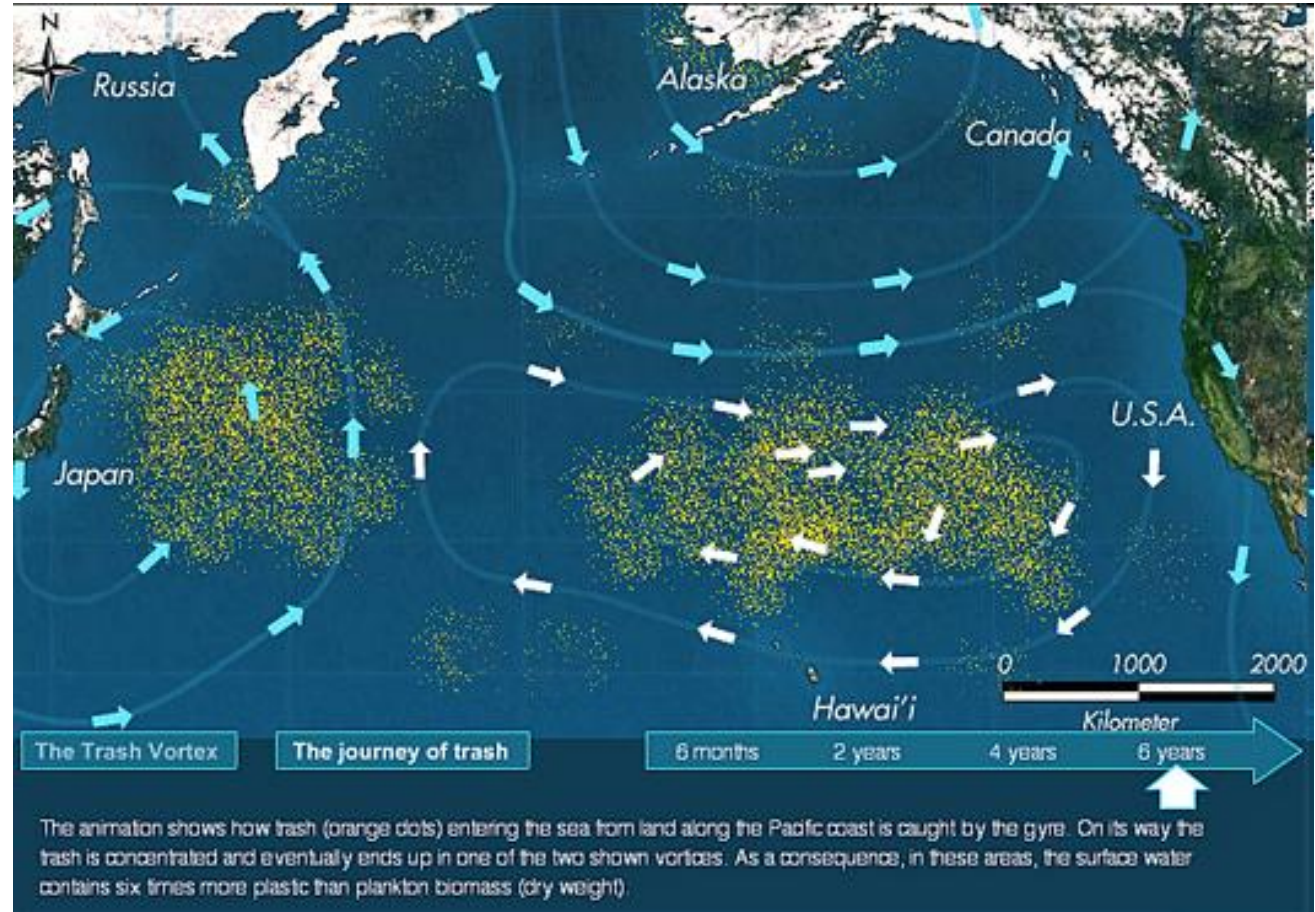 N
Russia
Alaska
Canada
U.S.A.
Japan
0 1000 2000
Hawai'i
Kilometer
The Trash Vortex
The journey of trash
6 months 2 years 4 years 6 years
The animation shows how trash (orange dots) entering the sea from land along the Pacific coast is caught by the gyre. On its way the
trash is concentrated and eventually ends up in one of the two shown vortices. As a consequence, in these areas, the surface water
contains six times more plastic than plankton biomass (dry weight)